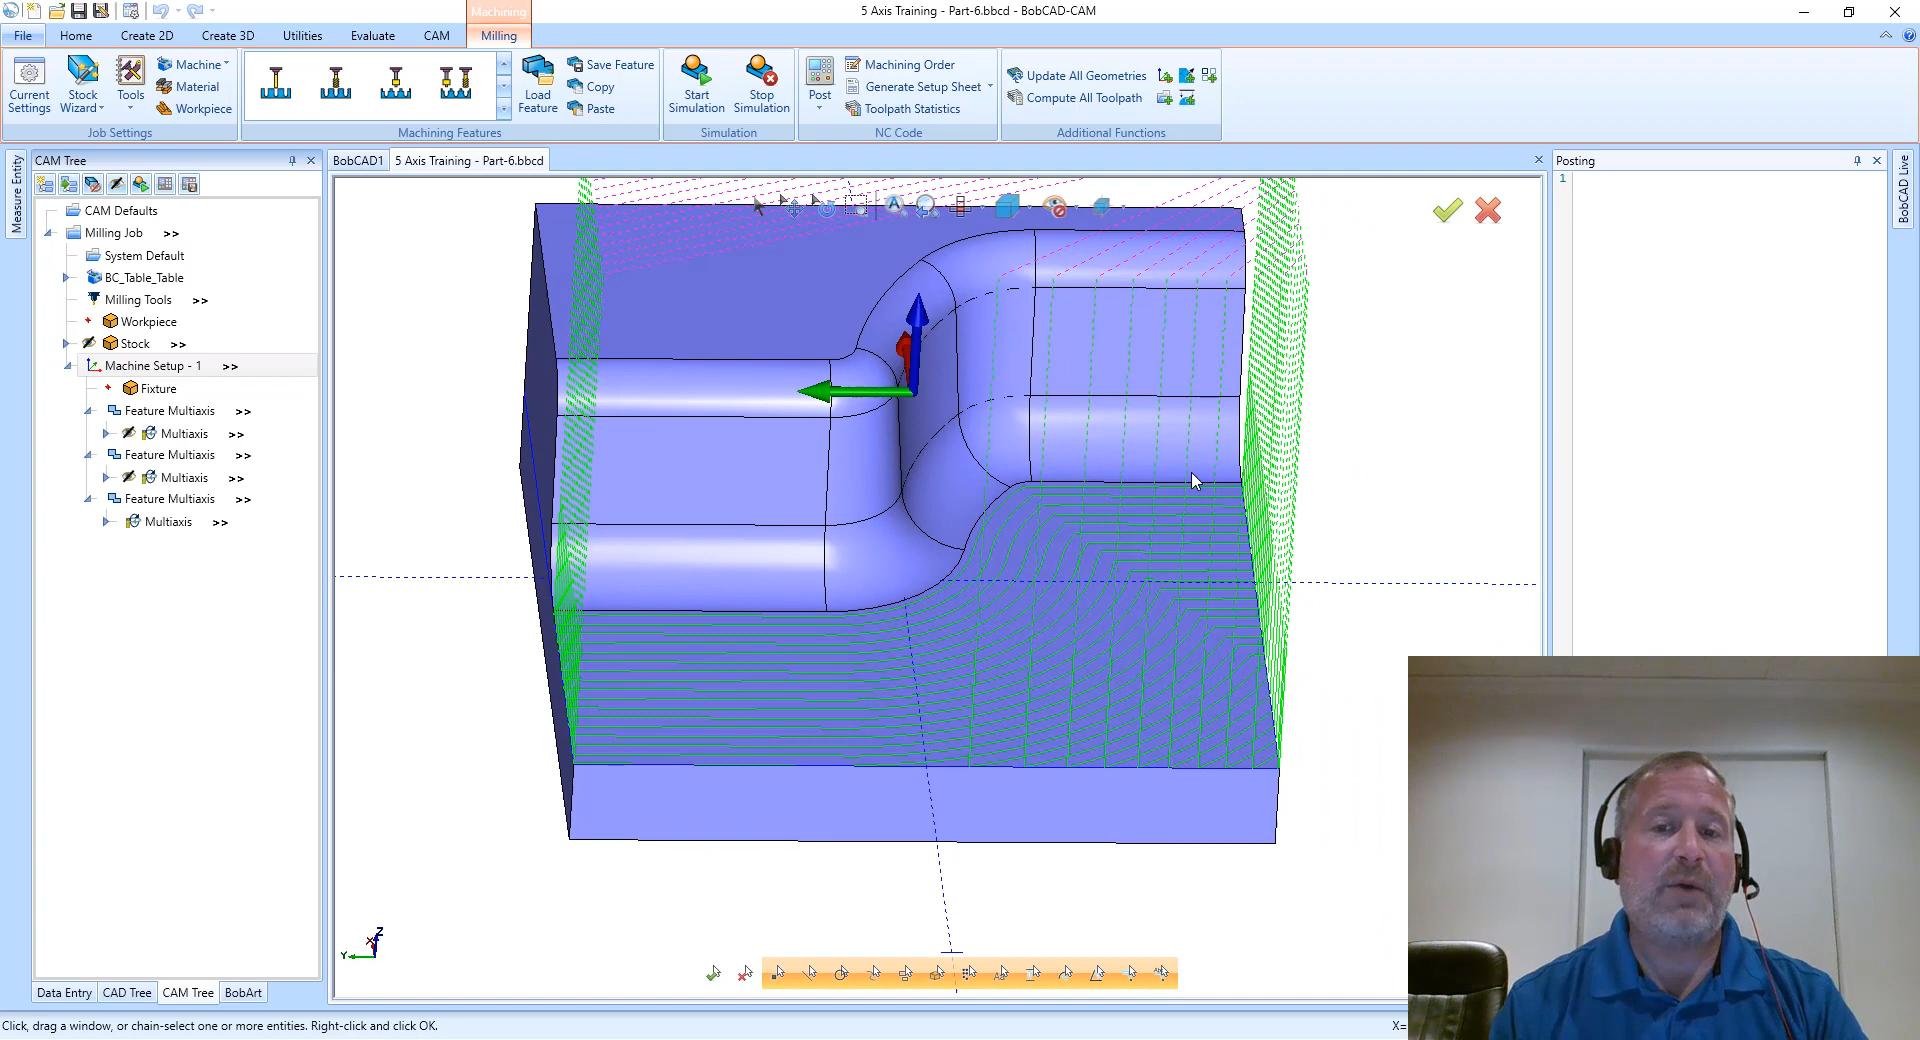 Machining
5 Axis Training - Part-6.bbcd - BobCAD-CAM
File Home Create 2D Create 3D Utilities Evaluate CAM Milling
Current Settings
Stock Wizard
Tools
Machine
Material
Workpiece
Job Settings
Machining Features
Load Feature
Save Feature
Copy
Paste
Start Simulation
Stop Simulation
Simulation
Post
Machining Order
Generate Setup Sheet
Toolpath Statistics
NC Code
Update All Geometries
Compute All Toolpath
Additional Functions
Measure Entity
CAM Tree
CAM Defaults
Milling Job >>
System Default
BC_Table_Table
Milling Tools >>
Workpiece
Stock >>
Machine Setup - 1 >>
Fixture
Feature Multiaxis >>
Multiaxis >>
Feature Multiaxis >>
Multiaxis >>
Feature Multiaxis >>
Multiaxis >>
Data Entry CAD Tree CAM Tree BobArt
BobCAD1 5 Axis Training - Part-6.bbcd
Z
X
Y
Posting
1
BobCAD Live
Click, drag a window, or chain-select one or more entities. Right-click and click OK.
X=